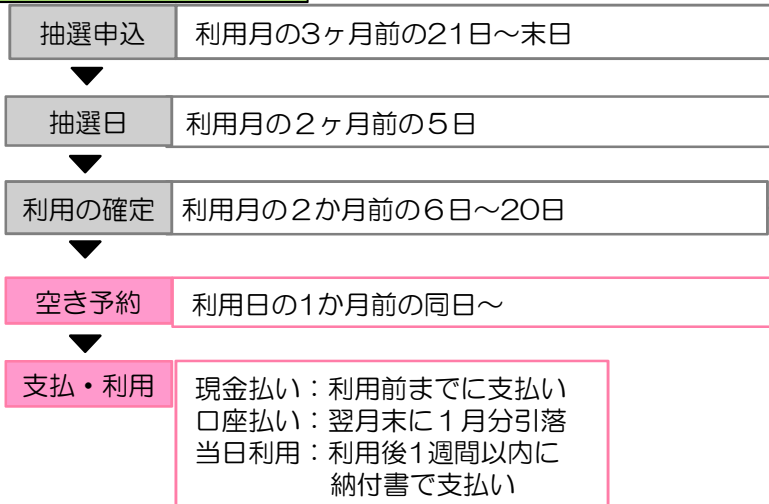 抽選申込 利用月の3ヶ月前の21日～末日
抽選日 利用月の２ヶ月前の５日
利用の確定 利用月の２か月前の６日～20日
空き予約 利用日の1か月前の同日～
支払・利用 現金払い：利用前までに支払い
口座払い：翌月末に１月分引落
当日利用：利用後1週間以内に
納付書で支払い